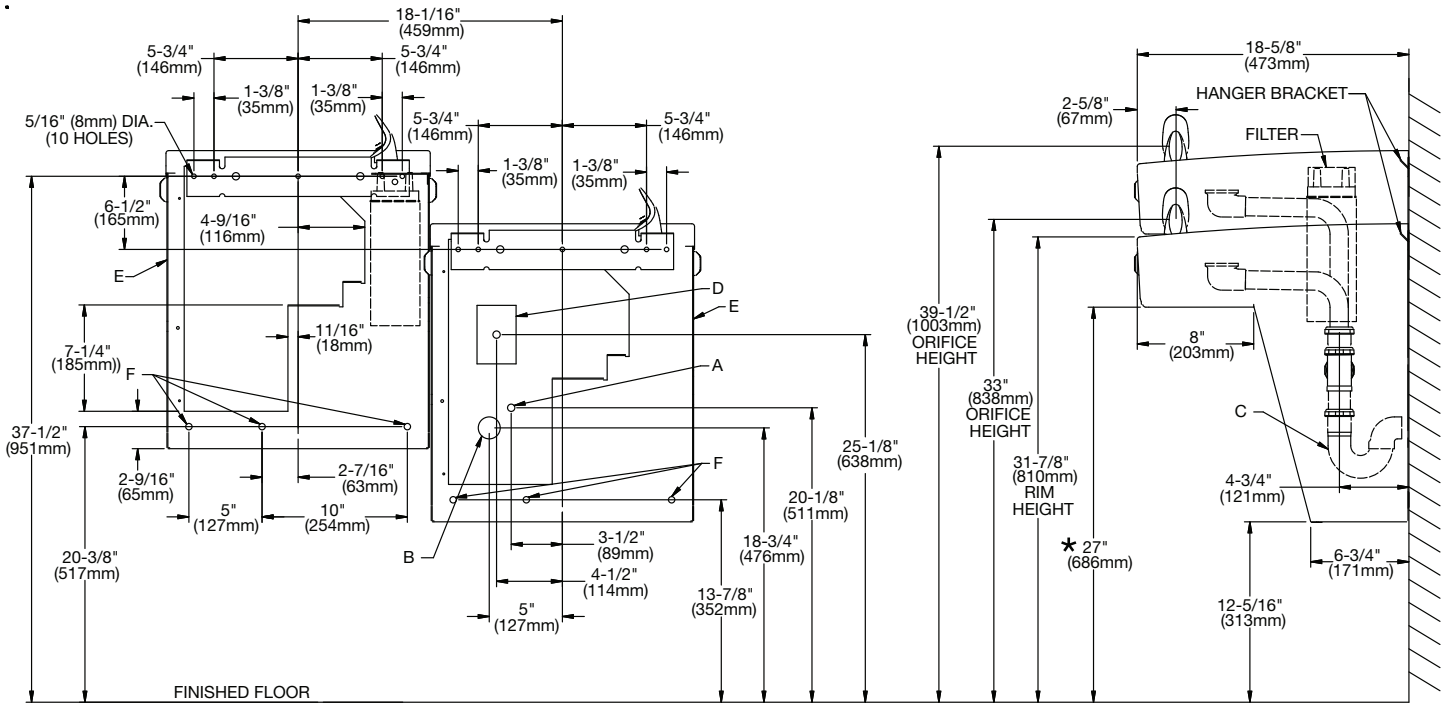 18-1/16"
(459mm)
5-3/4"
(146mm)
5-3/4"
(146mm)
1-3/8"
(35mm)
1-3/8"
(35mm)
5/16" (8mm) DIA.
(10 HOLES)
5-3/4"
(146mm)
5-3/4"
(146mm)
1-3/8"
(35mm)
1-3/8"
(35mm)
6-1/2"
(165mm)
4-9/16"
(116mm)
E
D
E
11/16"
(18mm)
7-1/4"
(185mm))
F
A
37-1/2"
(951mm)
25-1/8"
(638mm)
2-9/16"
(65mm)
2-7/16"
(63mm)
F
20-1/8"
(511mm)
5"
(127mm)
10"
(254mm)
18-3/4"
(476mm)
3-1/2"
(89mm)
B
20-3/8"
(517mm)
4-1/2"
(114mm)
13-7/8"
(352mm)
5"
(127mm)
FINISHED FLOOR
18-5/8"
(473mm)
HANGER BRACKET
2-5/8"
(67mm)
FILTER
39-1/2"
(1003mm)
ORIFICE
HEIGHT
8"
(203mm)
33"
(838mm)
ORIFICE
HEIGHT
C
31-7/8"
(810mm)
RIM
HEIGHT
4-3/4"
(121mm)
* 27"
(686mm)
6-3/4"
(171mm)
12-5/16"
(313mm)